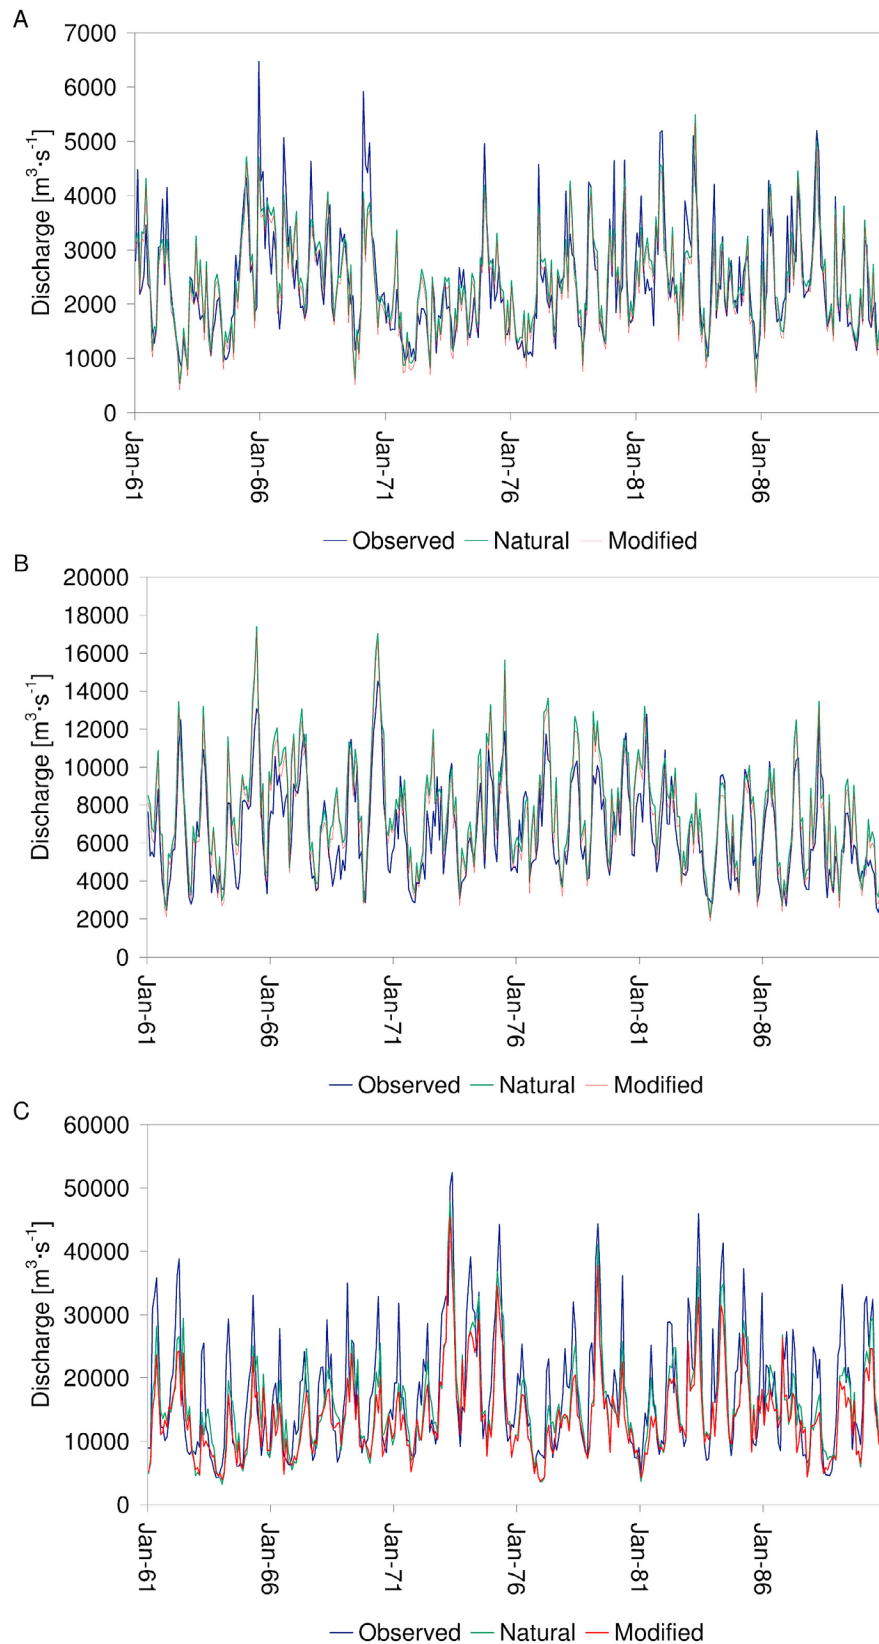 A
Discharge [m³·s⁻¹]
7000
6000
5000
4000
3000
2000
1000
0
Jan-61
Jan-66
Jan-71
Jan-76
Jan-81
Jan-86
Observed Natural Modified
B
Discharge [m³·s⁻¹]
20000
18000
16000
14000
12000
10000
8000
6000
4000
2000
0
Jan-61
Jan-66
Jan-71
Jan-76
Jan-81
Jan-86
Observed Natural Modified
C
Discharge [m³·s⁻¹]
60000
50000
40000
30000
20000
10000
0
Jan-61
Jan-66
Jan-71
Jan-76
Jan-81
Jan-86
Observed Natural Modified